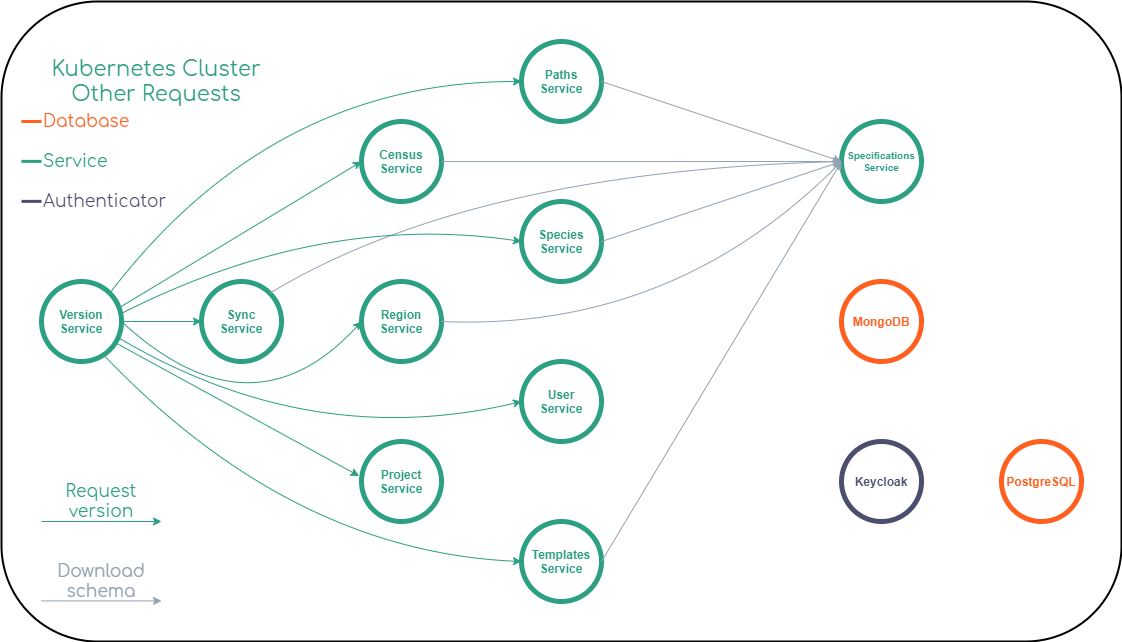 Kubernetes Cluster
Other Requests
Database
Service
Authenticator
Paths
Service
Census
Service
Specifications
Service
Species
Service
Version
Service
Sync
Service
Region
Service
MongoDB
User
Service
Project
Service
Keycloak
PostgreSQL
Request
version
Templates
Service
Download
schema